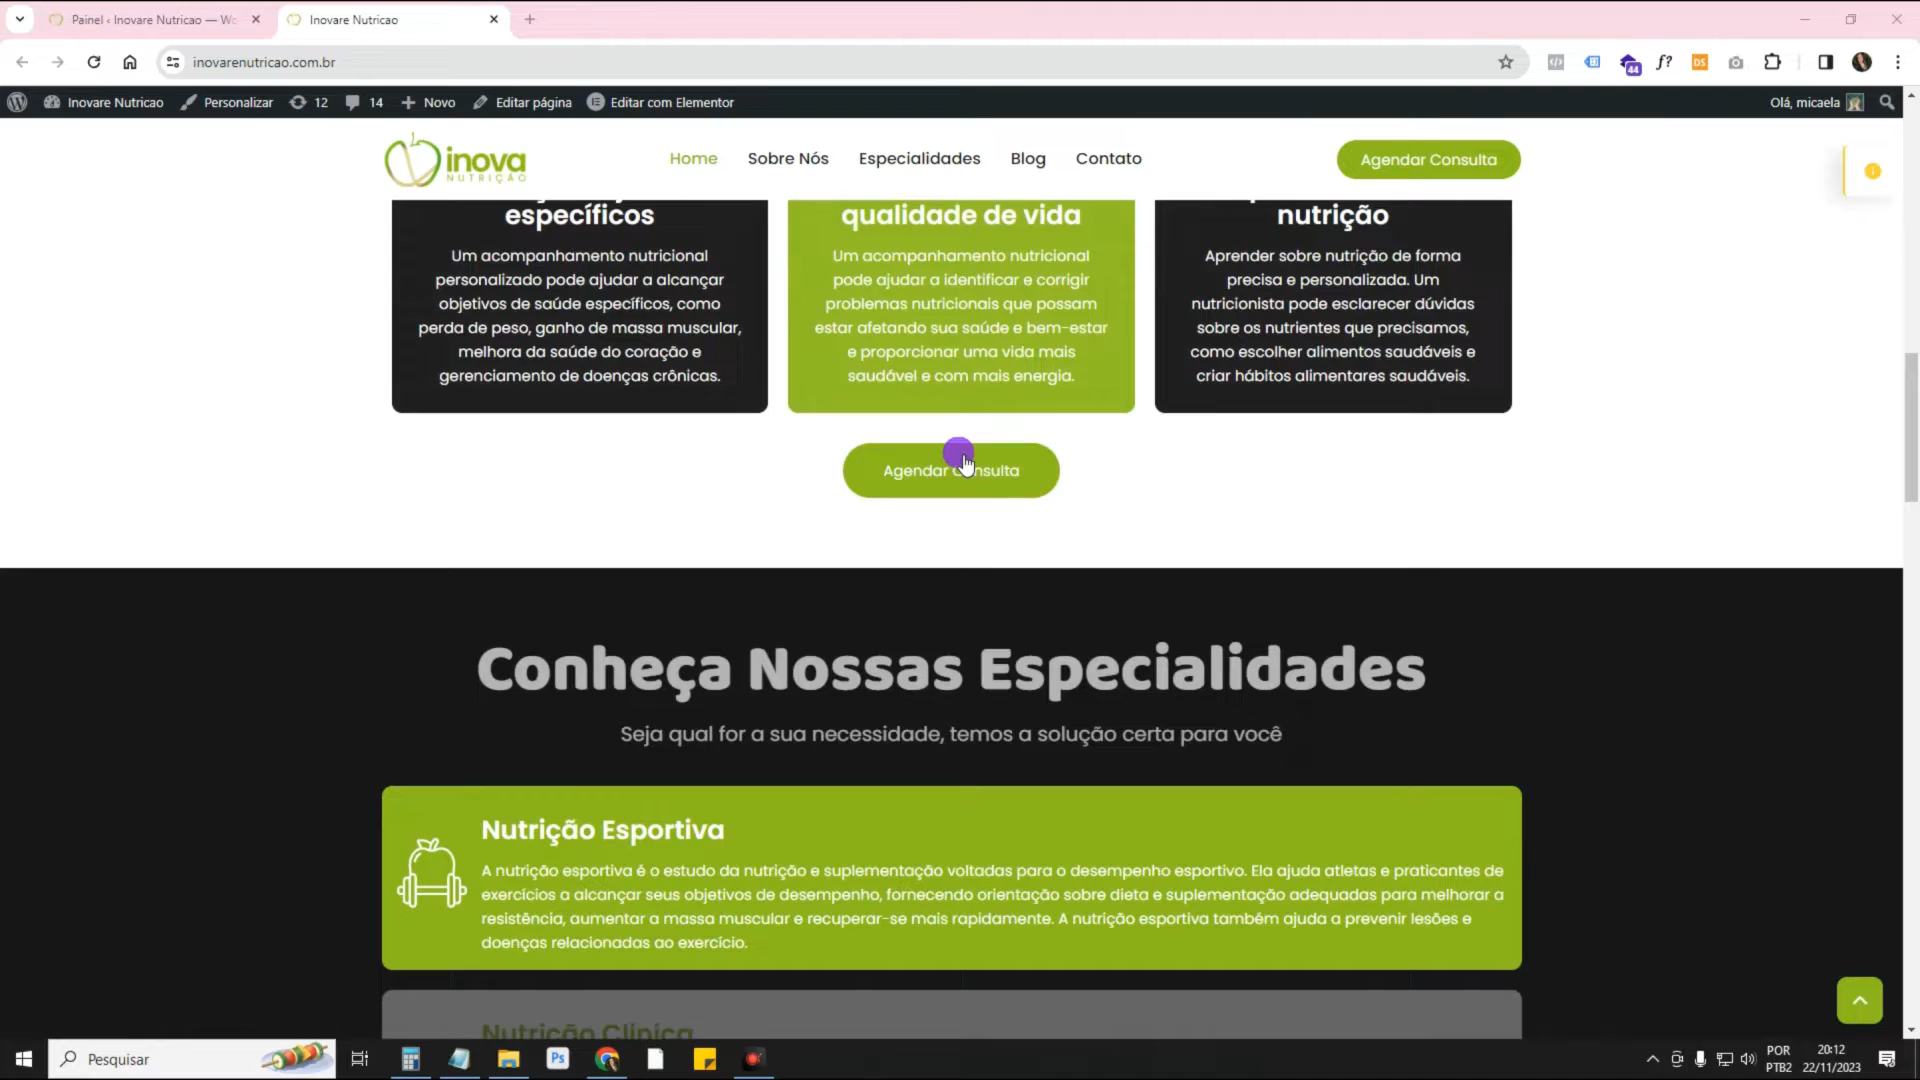 Painel ‹ Inovare Nutricao — Wo
Inovare Nutricao
inovarenutricao.com.br
44
f?
DS
Inovare Nutricao
Personalizar
12
14
Novo
Editar página
Editar com Elementor
Olá, micaela
inova
NUTRIÇÃO
Home
Sobre Nós
Especialidades
Blog
Contato
Agendar Consulta
específicos
Um acompanhamento nutricional
personalizado pode ajudar a alcançar
objetivos de saúde específicos, como
perda de peso, ganho de massa muscular,
melhora da saúde do coração e
gerenciamento de doenças crônicas.
qualidade de vida
Um acompanhamento nutricional
pode ajudar a identificar e corrigir
problemas nutricionais que possam
estar afetando sua saúde e bem-estar
e proporcionar uma vida mais
saudável e com mais energia.
nutrição
Aprender sobre nutrição de forma
precisa e personalizada. Um
nutricionista pode esclarecer dúvidas
sobre os nutrientes que precisamos,
como escolher alimentos saudáveis e
criar hábitos alimentares saudáveis.
Agendar Consulta
Conheça Nossas Especialidades
Seja qual for a sua necessidade, temos a solução certa para você
Nutrição Esportiva
A nutrição esportiva é o estudo da nutrição e suplementação voltadas para o desempenho esportivo. Ela ajuda atletas e praticantes de
exercícios a alcançar seus objetivos de desempenho, fornecendo orientação sobre dieta e suplementação adequadas para melhorar a
resistência, aumentar a massa muscular e recuperar-se mais rapidamente. A nutrição esportiva também ajuda a prevenir lesões e
doenças relacionadas ao exercício.
Nutrição Clínica
Pesquisar
Ps
POR
PTB2
20:12
22/11/2023